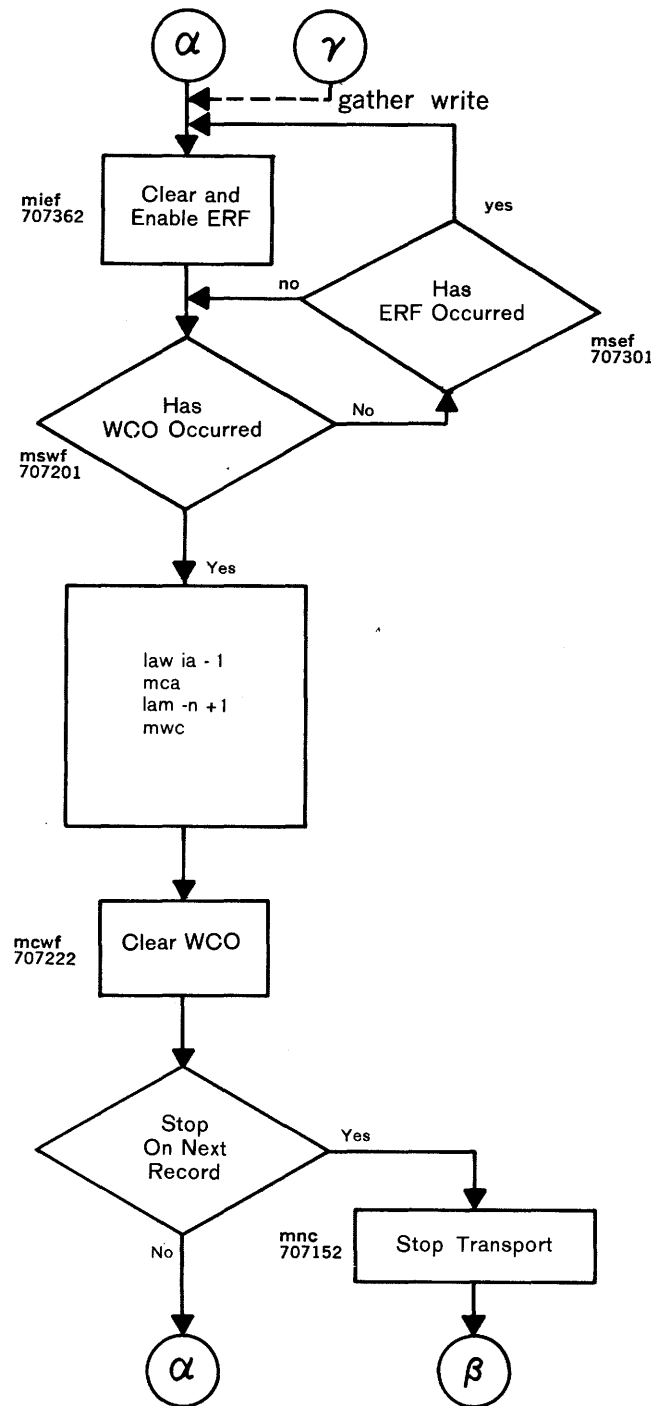 α
γ
gather write
mief
707362
Clear and
Enable ERF
yes
no
Has
ERF Occurred
msef
707301
Has
WCO Occurred
No
mswf
707201
Yes
law ia - 1
mca
lam -n +1
mwc
mcwf
707222
Clear WCO
Stop
On Next
Record
Yes
No
mnc
707152
Stop Transport
α
β